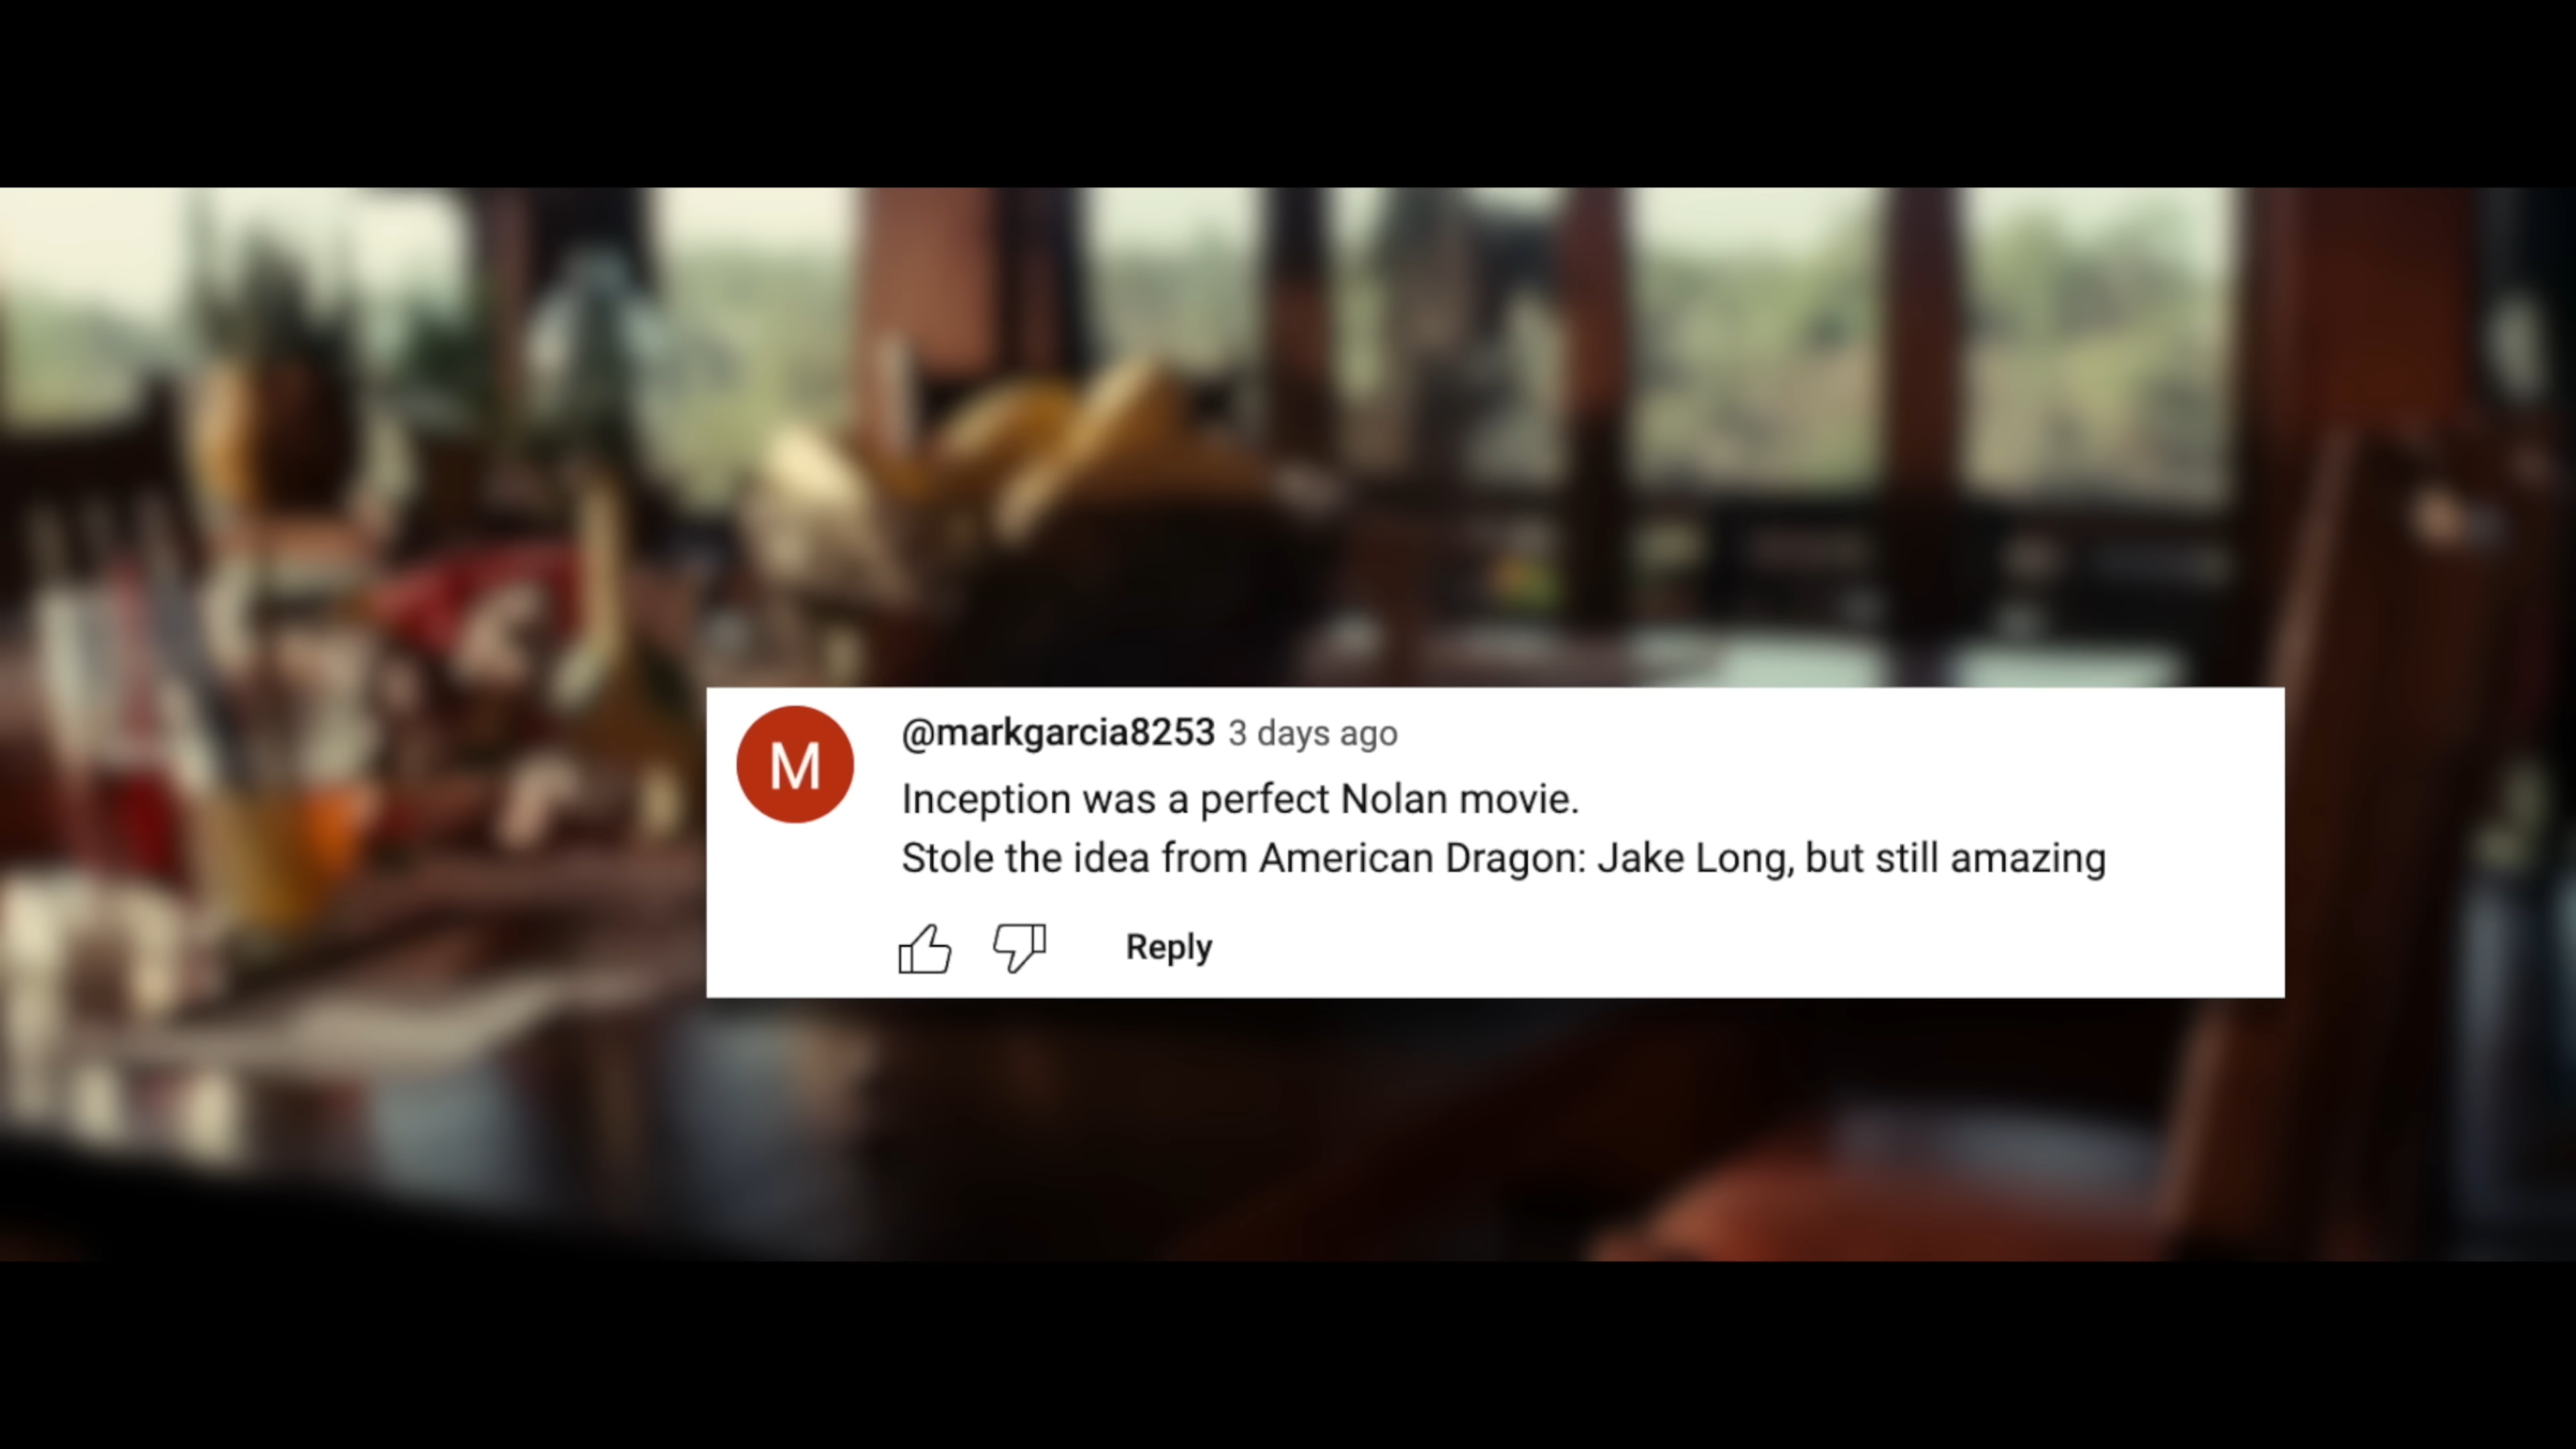 @markgarcia8253 3 days ago
Inception was a perfect Nolan movie.
Stole the idea from American Dragon: Jake Long, but still amazing
Reply
M